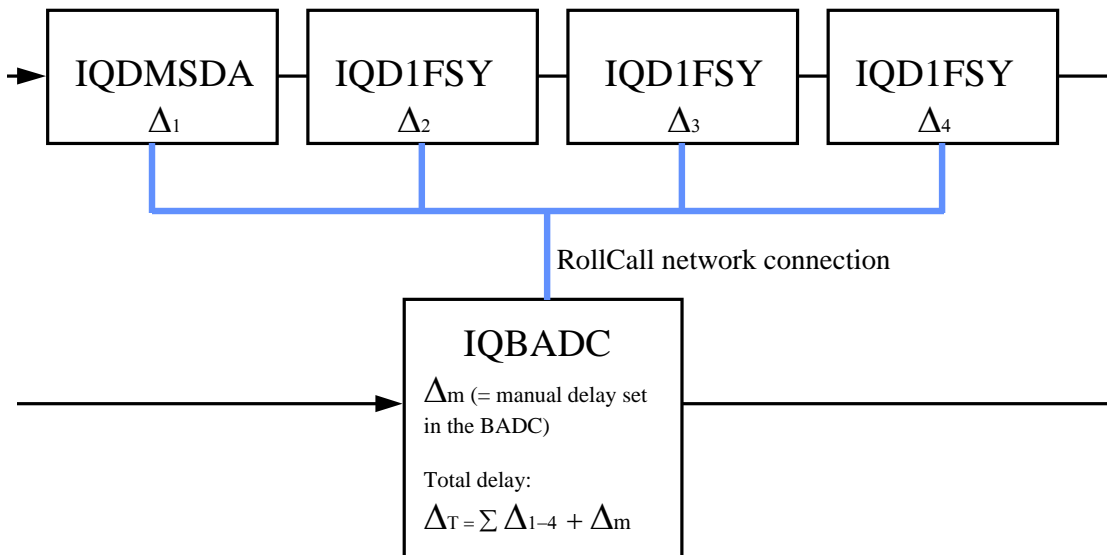 IQDMSDA IQD1FSY IQD1FSY IQD1FSY
Δ1 Δ2 Δ3 Δ4
RollCall network connection
IQBADC
Δm (= manual delay set
in the BADC)
Total delay:
ΔT = ∑ Δ1–4 + Δm